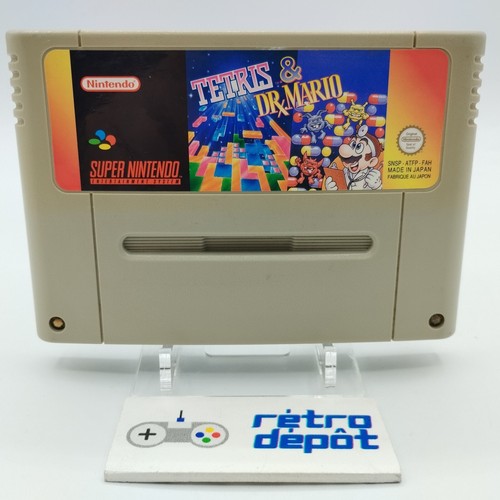 Nintendo
TETRIS &
DR. MARIO
SUPER NINTENDO
ENTERTAINMENT SYSTEM
SNSP-ATFP-FAH
MADE IN JAPAN
FABRIQUE AU JAPON
rétro
dépôt